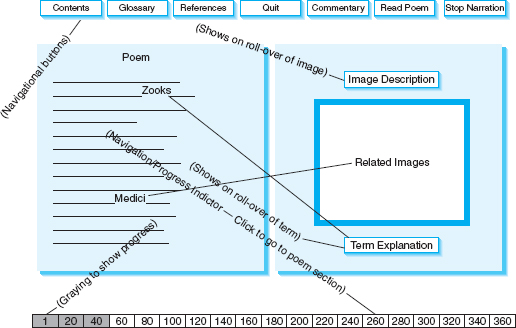 Contents Glossary References Quit Commentary Read Poem Stop Narration
(Navigational buttons)
(Shows on roll-over of image)
Poem
Image Description
Zooks
(Navigation/Progress Indictor — Click to go to poem section)
Related Images
(Shows on roll-over of term)
Medici
Term Explanation
(Graying to show progress)
1 20 40 60 80 100 120 140 160 180 200 220 240 260 280 300 320 340 360